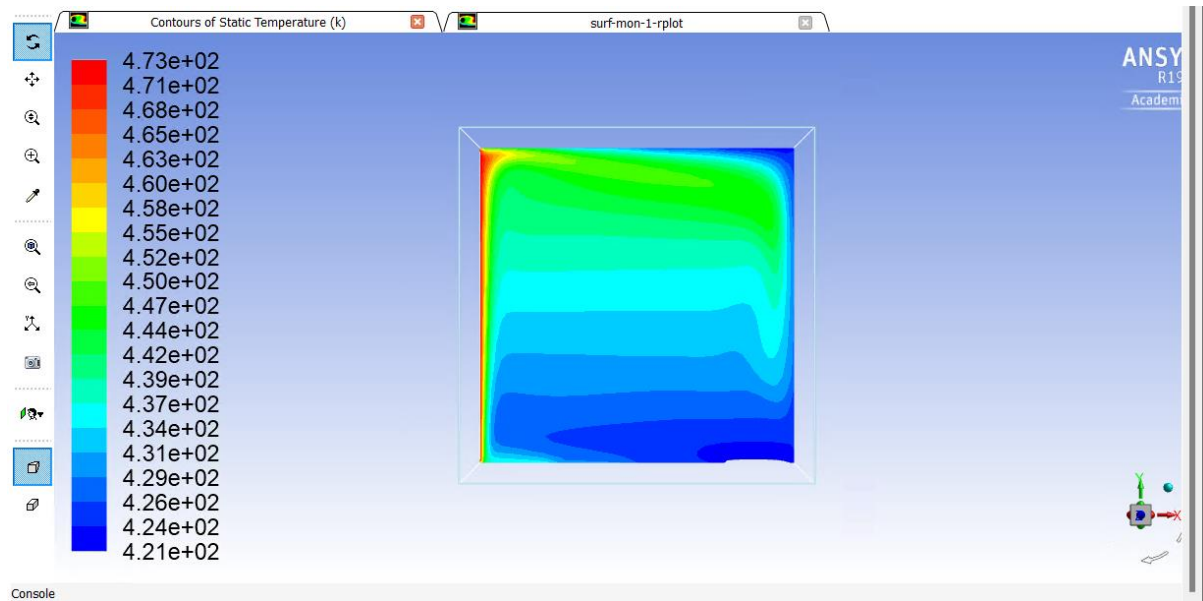 Contours of Static Temperature (k)
surf-mon-1-rplot
4.73e+02
4.71e+02
4.68e+02
4.65e+02
4.63e+02
4.60e+02
4.58e+02
4.55e+02
4.52e+02
4.50e+02
4.47e+02
4.44e+02
4.42e+02
4.39e+02
4.37e+02
4.34e+02
4.31e+02
4.29e+02
4.26e+02
4.24e+02
4.21e+02
ANSY
R19
Academi
Y
X
Console